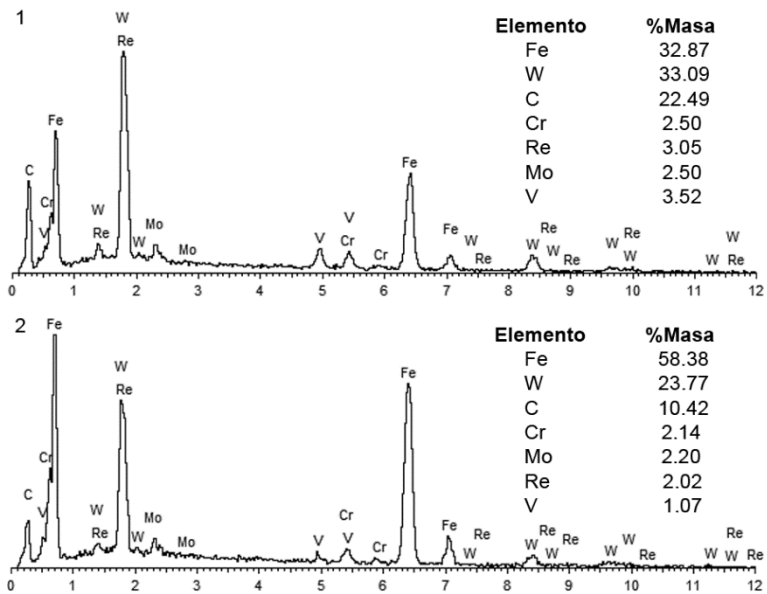 1
Elemento %Masa
Fe 32.87
W 33.09
C 22.49
Cr 2.50
Re 3.05
Mo 2.50
V 3.52
W
Re
Fe
C
Cr
V
W
Re
W
Mo
Mo
V
V
Cr
Cr
Fe
Fe
W
Re
Re
W
W
Re
W
Re
W
W
W
Re
0 1 2 3 4 5 6 7 8 9 10 11 12
2
Elemento %Masa
Fe 58.38
W 23.77
C 10.42
Cr 2.14
Mo 2.20
Re 2.02
V 1.07
Fe
W
Re
Cr
C
V
W
Re
W
Mo
Mo
V
Cr
V
Cr
Fe
Fe
Re
W
Re
W
Re
W
W
W
Re
W
Re
W
Re
0 1 2 3 4 5 6 7 8 9 10 11 12